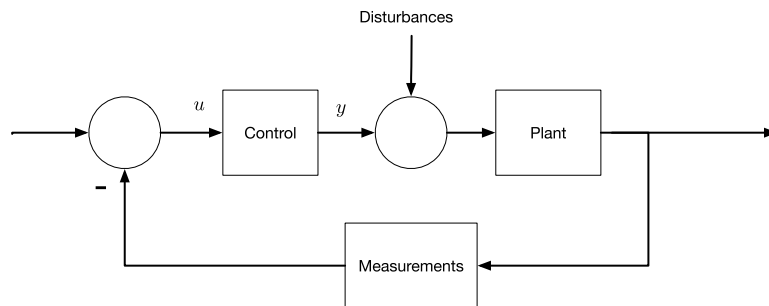 Disturbances
u
Control
y
Plant
-
Measurements